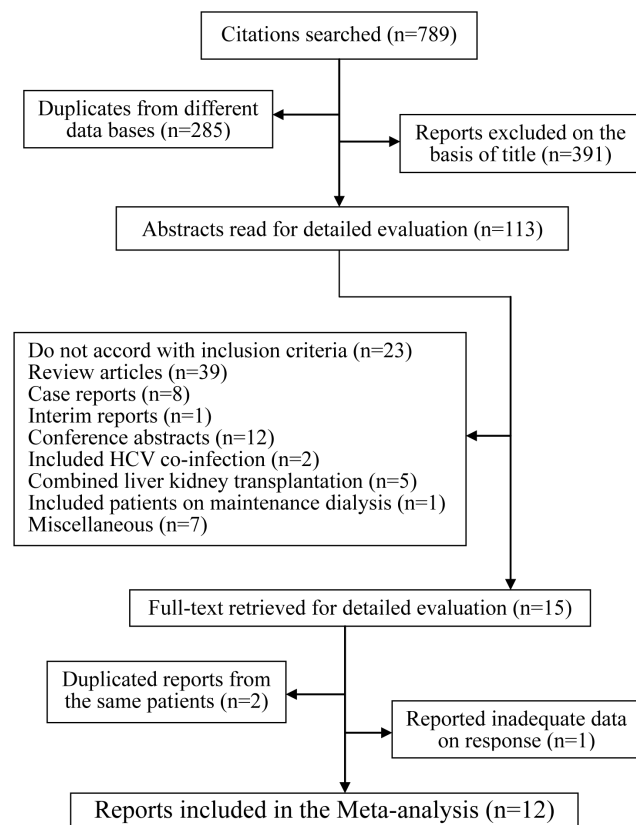 Citations searched (n=789)
Duplicates from different
data bases (n=285)
Reports excluded on the
basis of title (n=391)
Abstracts read for detailed evaluation (n=113)
Do not accord with inclusion criteria (n=23)
Review articles (n=39)
Case reports (n=8)
Interim reports (n=1)
Conference abstracts (n=12)
Included HCV co-infection (n=2)
Combined liver kidney transplantation (n=5)
Included patients on maintenance dialysis (n=1)
Miscellaneous (n=7)
Full-text retrieved for detailed evaluation (n=15)
Duplicated reports from
the same patients (n=2)
Reported inadequate data
on response (n=1)
Reports included in the Meta-analysis (n=12)